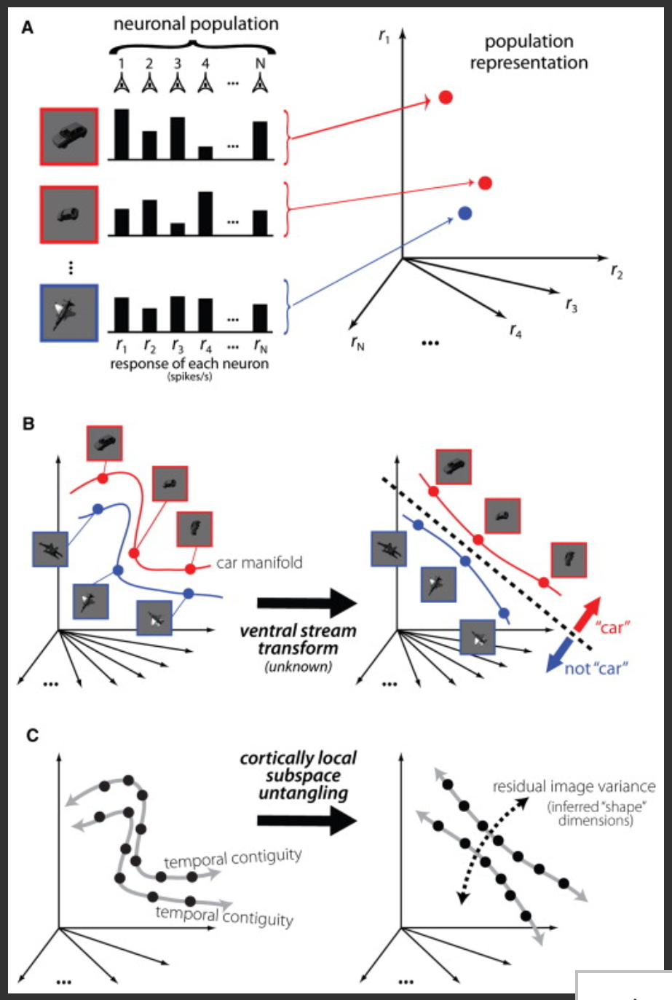 A
neuronal population
1 2 3 4 ... N
r1
population
representation
...
...
r2
r3
r4
rN
...
...
r1 r2 r3 r4 ... rN
response of each neuron
(spikes/s)
B
car manifold
ventral stream
transform
(unknown)
"car"
not "car"
...
...
C
cortically local
subspace
untangling
residual image variance
(inferred "shape"
dimensions)
temporal contiguity
temporal contiguity
...
...